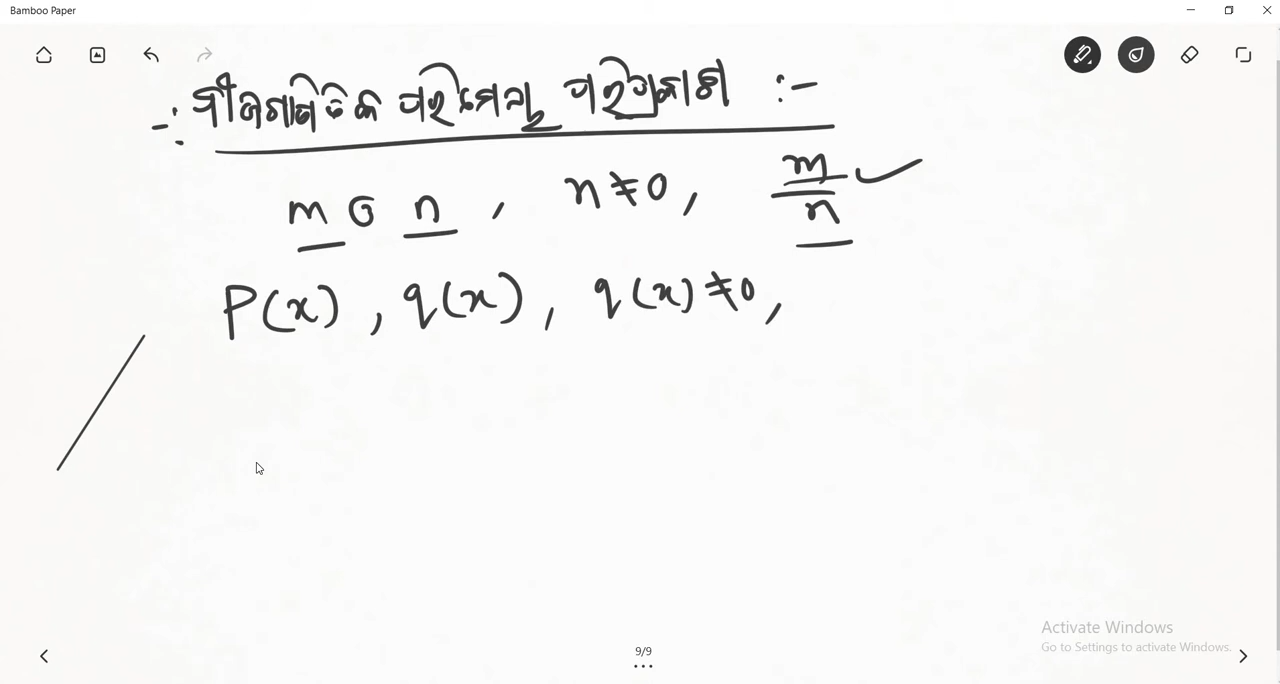 Bamboo Paper
-: ବୀଜଗାଣିତିକ ପରିମେୟ ପରିପ୍ରକାଶ :-
m ଓ n , n ≠ 0, m/n ✓
P(x) , q(x) , q(x) ≠ 0 ,
Activate Windows
Go to Settings to activate Windows.
9/9